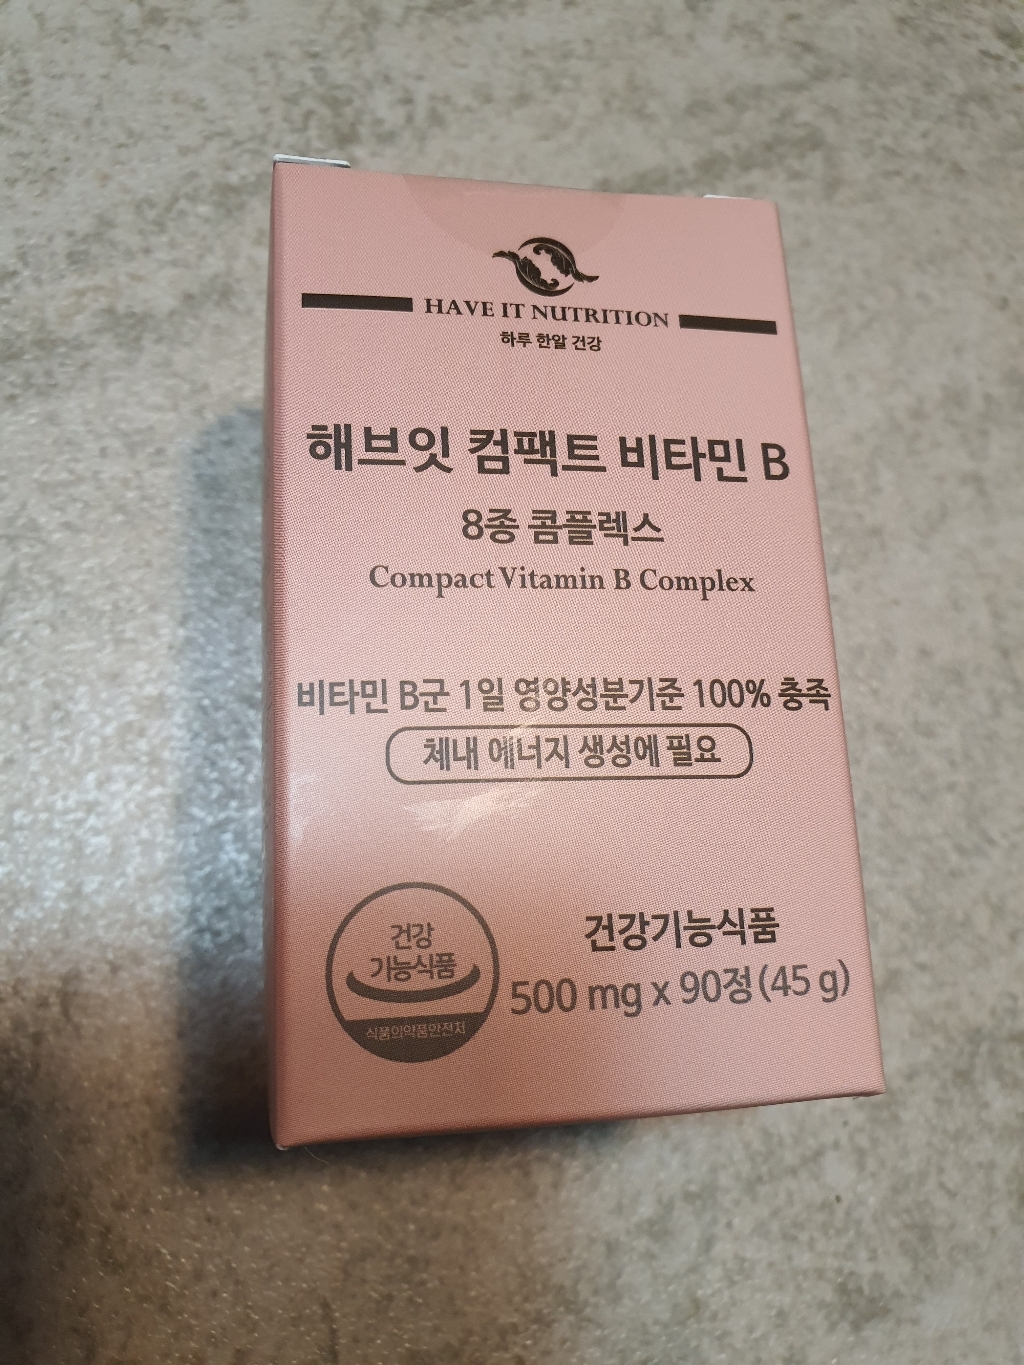 HAVE IT NUTRITION
하루 한알 건강
해브잇 컴팩트 비타민 B
8종 콤플렉스
Compact Vitamin B Complex
비타민 B군 1일 영양성분기준 100% 충족
체내 에너지 생성에 필요
건강
기능식품
식품의약품안전처
건강기능식품
500 mg x 90정(45 g)